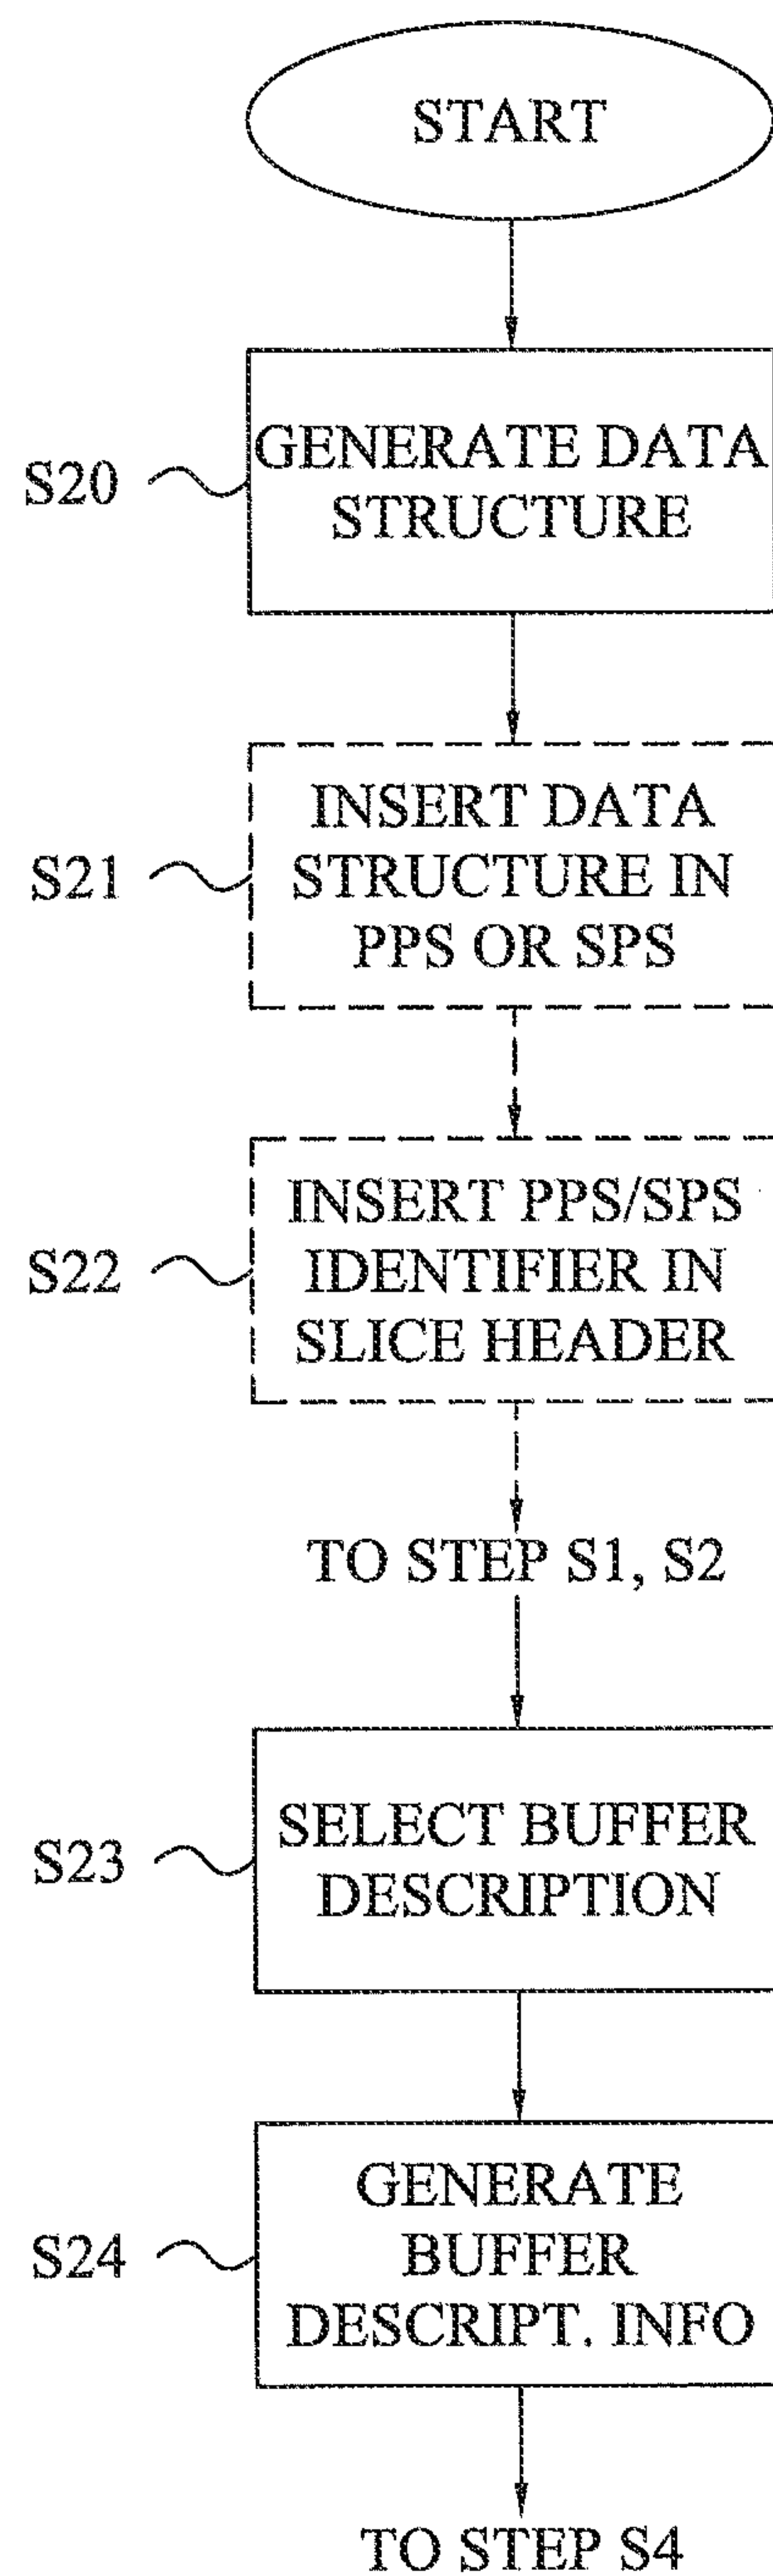 START
S20
GENERATE DATA
STRUCTURE
S21
INSERT DATA
STRUCTURE IN
PPS OR SPS
S22
INSERT PPS/SPS
IDENTIFIER IN
SLICE HEADER
TO STEP S1, S2
S23
SELECT BUFFER
DESCRIPTION
S24
GENERATE
BUFFER
DESCRIPT. INFO
TO STEP S4